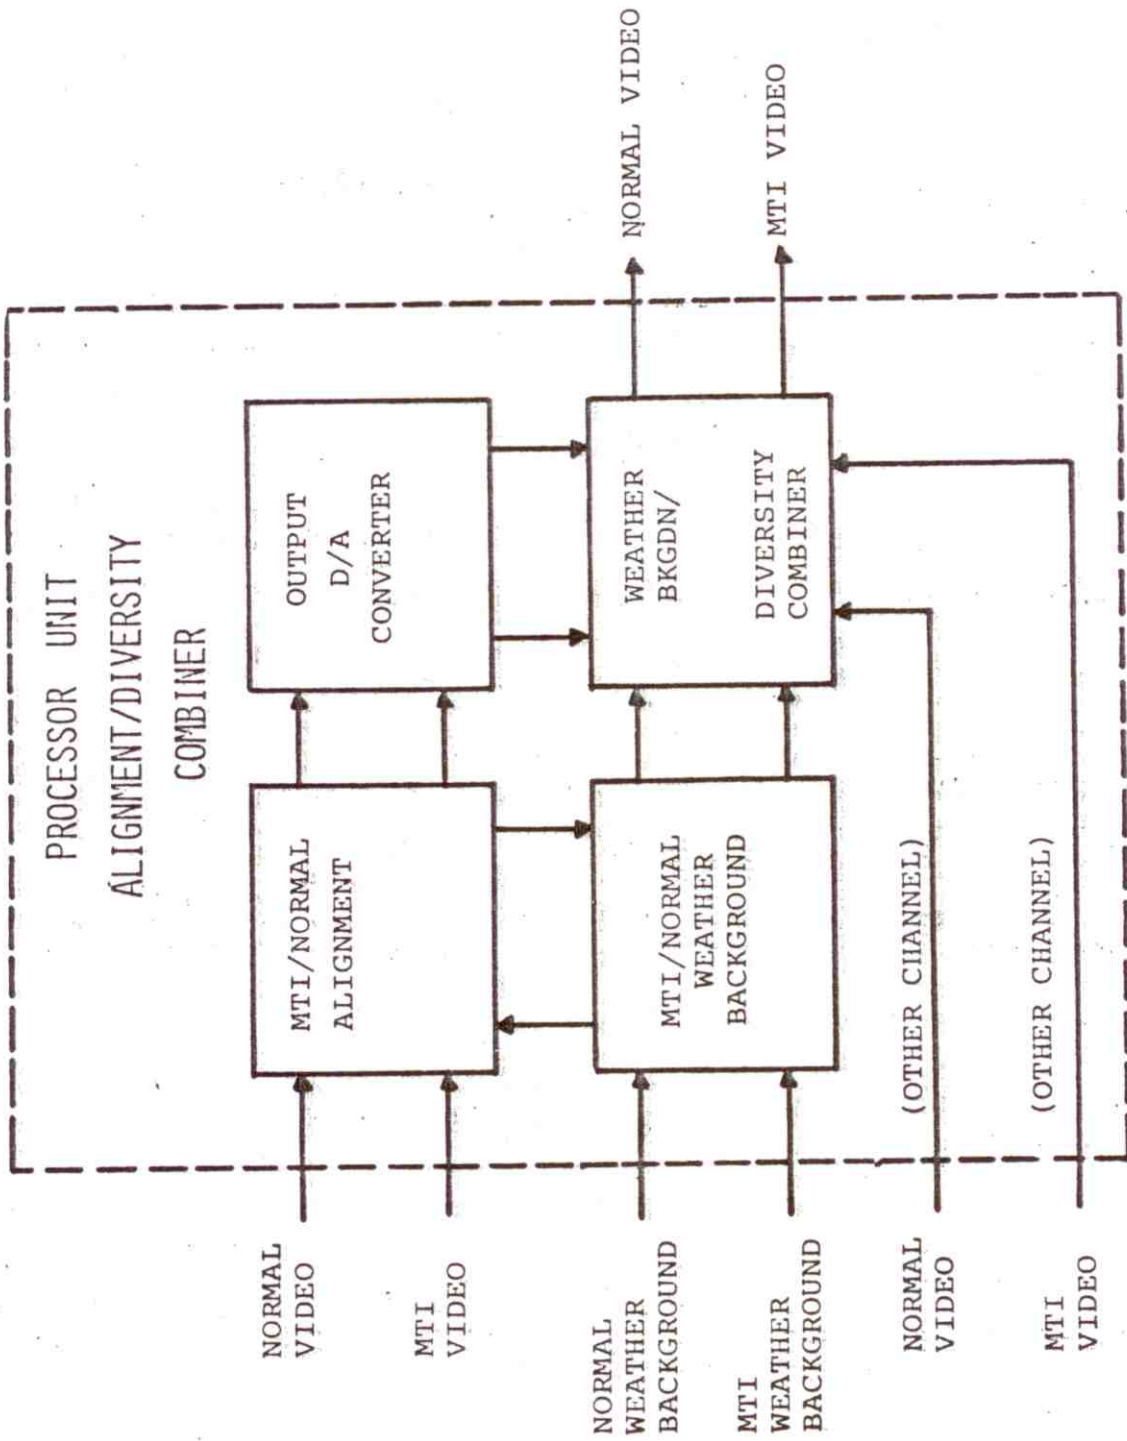 PROCESSOR UNIT
ALIGNMENT/DIVERSITY
COMBINER
NORMAL
VIDEO
MTI
VIDEO
NORMAL
WEATHER
BACKGROUND
MTI
WEATHER
BACKGROUND
NORMAL
VIDEO
MTI
VIDEO
MTI/NORMAL
ALIGNMENT
OUTPUT
D/A
CONVERTER
MTI/NORMAL
WEATHER
BACKGROUND
WEATHER
BKGDN/
DIVERSITY
COMBINER
(OTHER CHANNEL)
(OTHER CHANNEL)
NORMAL VIDEO
MTI VIDEO